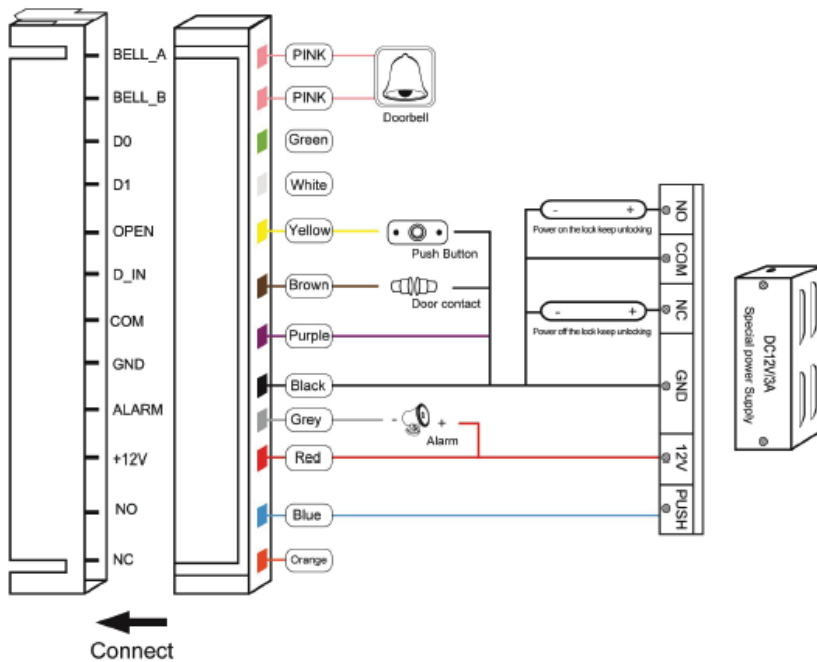 BELL_A
BELL_B
D0
D1
OPEN
D_IN
COM
GND
ALARM
+12V
NO
NC
PINK
PINK
Green
White
Yellow
Brown
Purple
Black
Grey
Red
Blue
Orange
Doorbell
Push Button
Door contact
- +
Alarm
- +
Power on the lock keep unlocking
- +
Power off the lock keep unlocking
NO
COM
NC
GND
12V
PUSH
DC12V/3A
Special power Supply
Connect